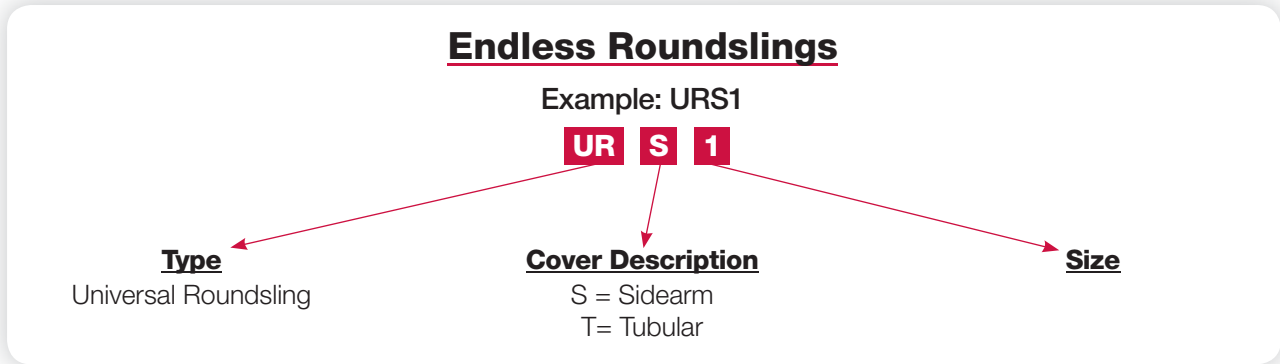 Endless Roundslings
Example: URS1
UR S 1
Type
Cover Description
Size
Universal Roundsling
S = Sidearm
T= Tubular